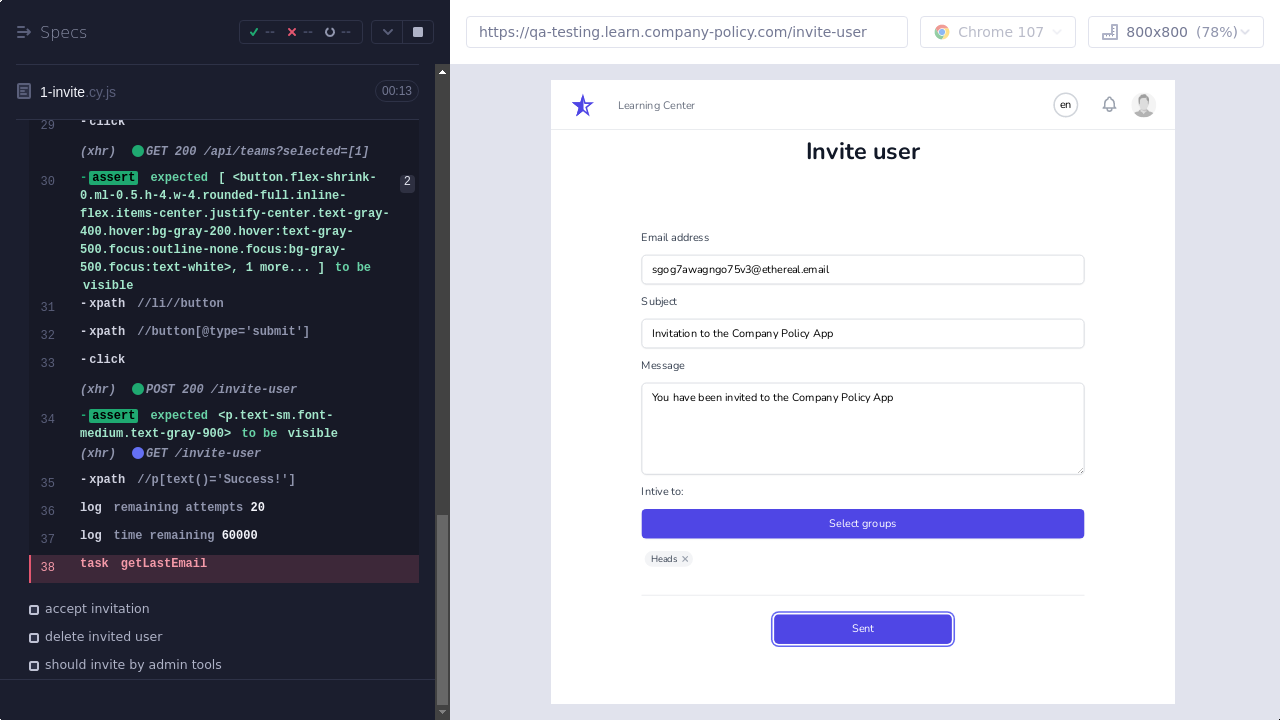 Specs
-- -- --
1-invite.cy.js
00:13
29 -click
(xhr) GET 200 /api/teams?selected=[1]
30 -assert expected [ <button.flex-shrink-
2
0.ml-0.5.h-4.w-4.rounded-full.inline-
flex.items-center.justify-center.text-gray-
400.hover:bg-gray-200.hover:text-gray-
500.focus:outline-none.focus:bg-gray-
500.focus:text-white>, 1 more... ] to be
visible
31 -xpath //li//button
32 -xpath //button[@type='submit']
33 -click
(xhr) POST 200 /invite-user
34 -assert expected <p.text-sm.font-
medium.text-gray-900> to be visible
(xhr) GET /invite-user
35 -xpath //p[text()='Success!']
36 log remaining attempts 20
37 log time remaining 60000
38 task getLastEmail
accept invitation
delete invited user
should invite by admin tools
https://qa-testing.learn.company-policy.com/invite-user
Chrome 107
800x800 (78%)
Learning Center
en
Invite user
Email address
sgog7awagngo75v3@ethereal.email
Subject
Invitation to the Company Policy App
Message
You have been invited to the Company Policy App
Intive to:
Select groups
Heads ×
Sent